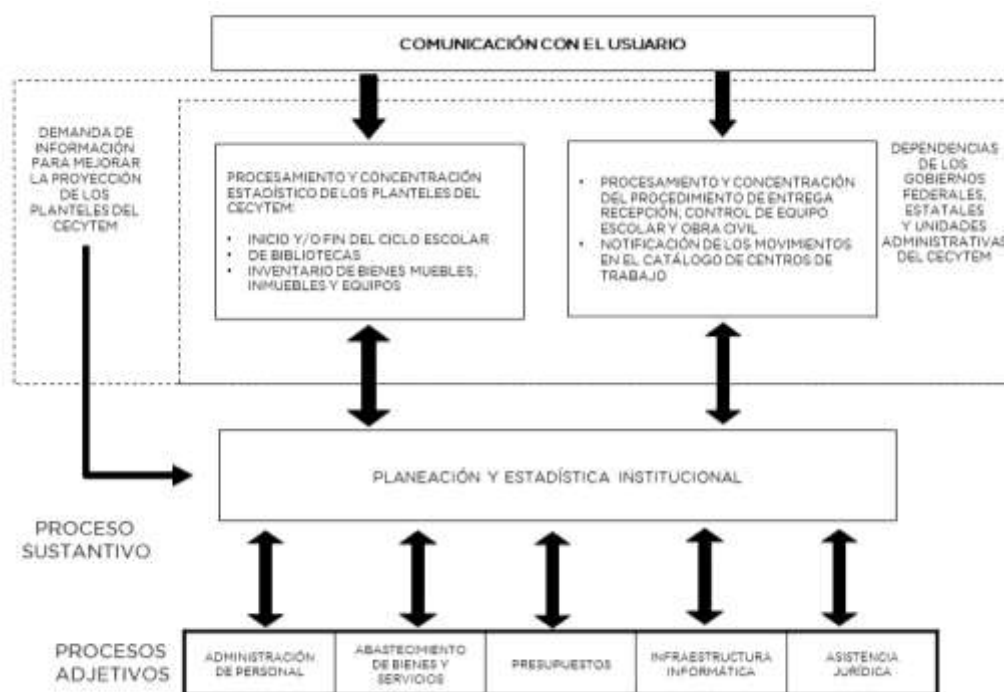 COMUNICACIÓN CON EL USUARIO
DEMANDA DE
INFORMACIÓN
PARA MEJORAR
LA PROYECCIÓN
DE LOS
PLANTELES DEL
CECYTEM
PROCESAMIENTO Y CONCENTRACIÓN
ESTADÍSTICO DE LOS PLANTELES DEL
CECYTEM:
• INICIO Y/O FIN DEL CICLO ESCOLAR
• DE BIBLIOTECAS
• INVENTARIO DE BIENES MUEBLES,
INMUEBLES Y EQUIPOS
• PROCESAMIENTO Y CONCENTRACIÓN
DEL PROCEDIMIENTO DE ENTREGA
RECEPCIÓN, CONTROL DE EQUIPO
ESCOLAR Y OBRA CIVIL
• NOTIFICACIÓN DE LOS MOVIMIENTOS
EN EL CATÁLOGO DE CENTROS DE
TRABAJO
DEPENDENCIAS
DE LOS
GOBIERNOS
FEDERALES,
ESTATALES
Y UNIDADES
ADMINISTRATIVAS
DEL CECYTEM
PLANEACIÓN Y ESTADÍSTICA INSTITUCIONAL
PROCESO
SUSTANTIVO
PROCESOS
ADJETIVOS
ADMINISTRACIÓN
DE PERSONAL
ABASTECIMIENTO
DE BIENES Y
SERVICIOS
PRESUPUESTOS
INFRAESTRUCTURA
INFORMÁTICA
ASISTENCIA
JURÍDICA